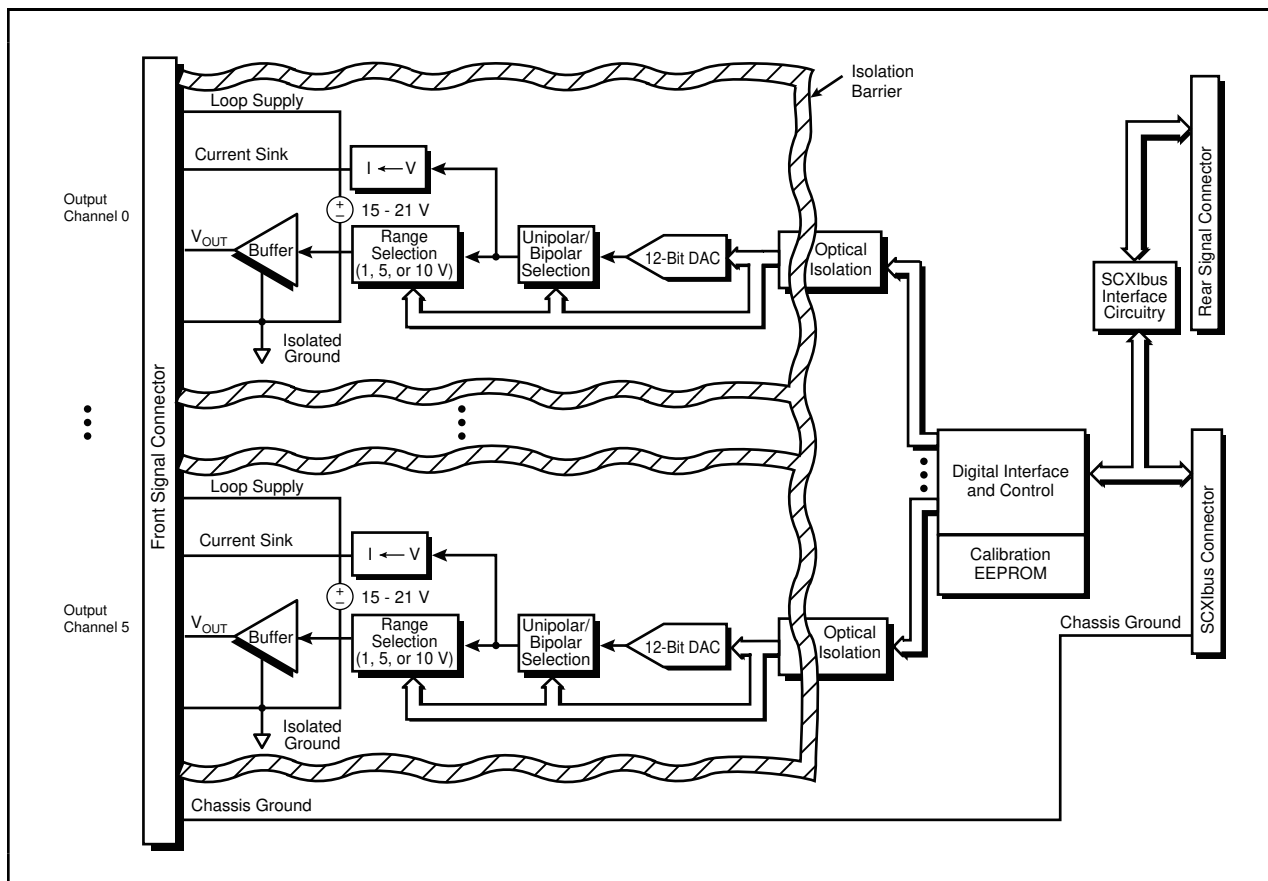 Isolation
Barrier
Loop Supply
Current Sink
I ← V
Output
Channel 0
+
−
15 - 21 V
VOUT
Buffer
Range
Selection
(1, 5, or 10 V)
Unipolar/
Bipolar
Selection
12-Bit DAC
Optical
Isolation
Isolated
Ground
SCXIbus
Interface
Circuitry
Rear Signal Connector
Front Signal Connector
Loop Supply
Current Sink
I ← V
Output
Channel 5
+
−
15 - 21 V
VOUT
Buffer
Range
Selection
(1, 5, or 10 V)
Unipolar/
Bipolar
Selection
12-Bit DAC
Optical
Isolation
Isolated
Ground
Digital Interface
and Control
Calibration
EEPROM
SCXIbus Connector
Chassis Ground
Chassis Ground